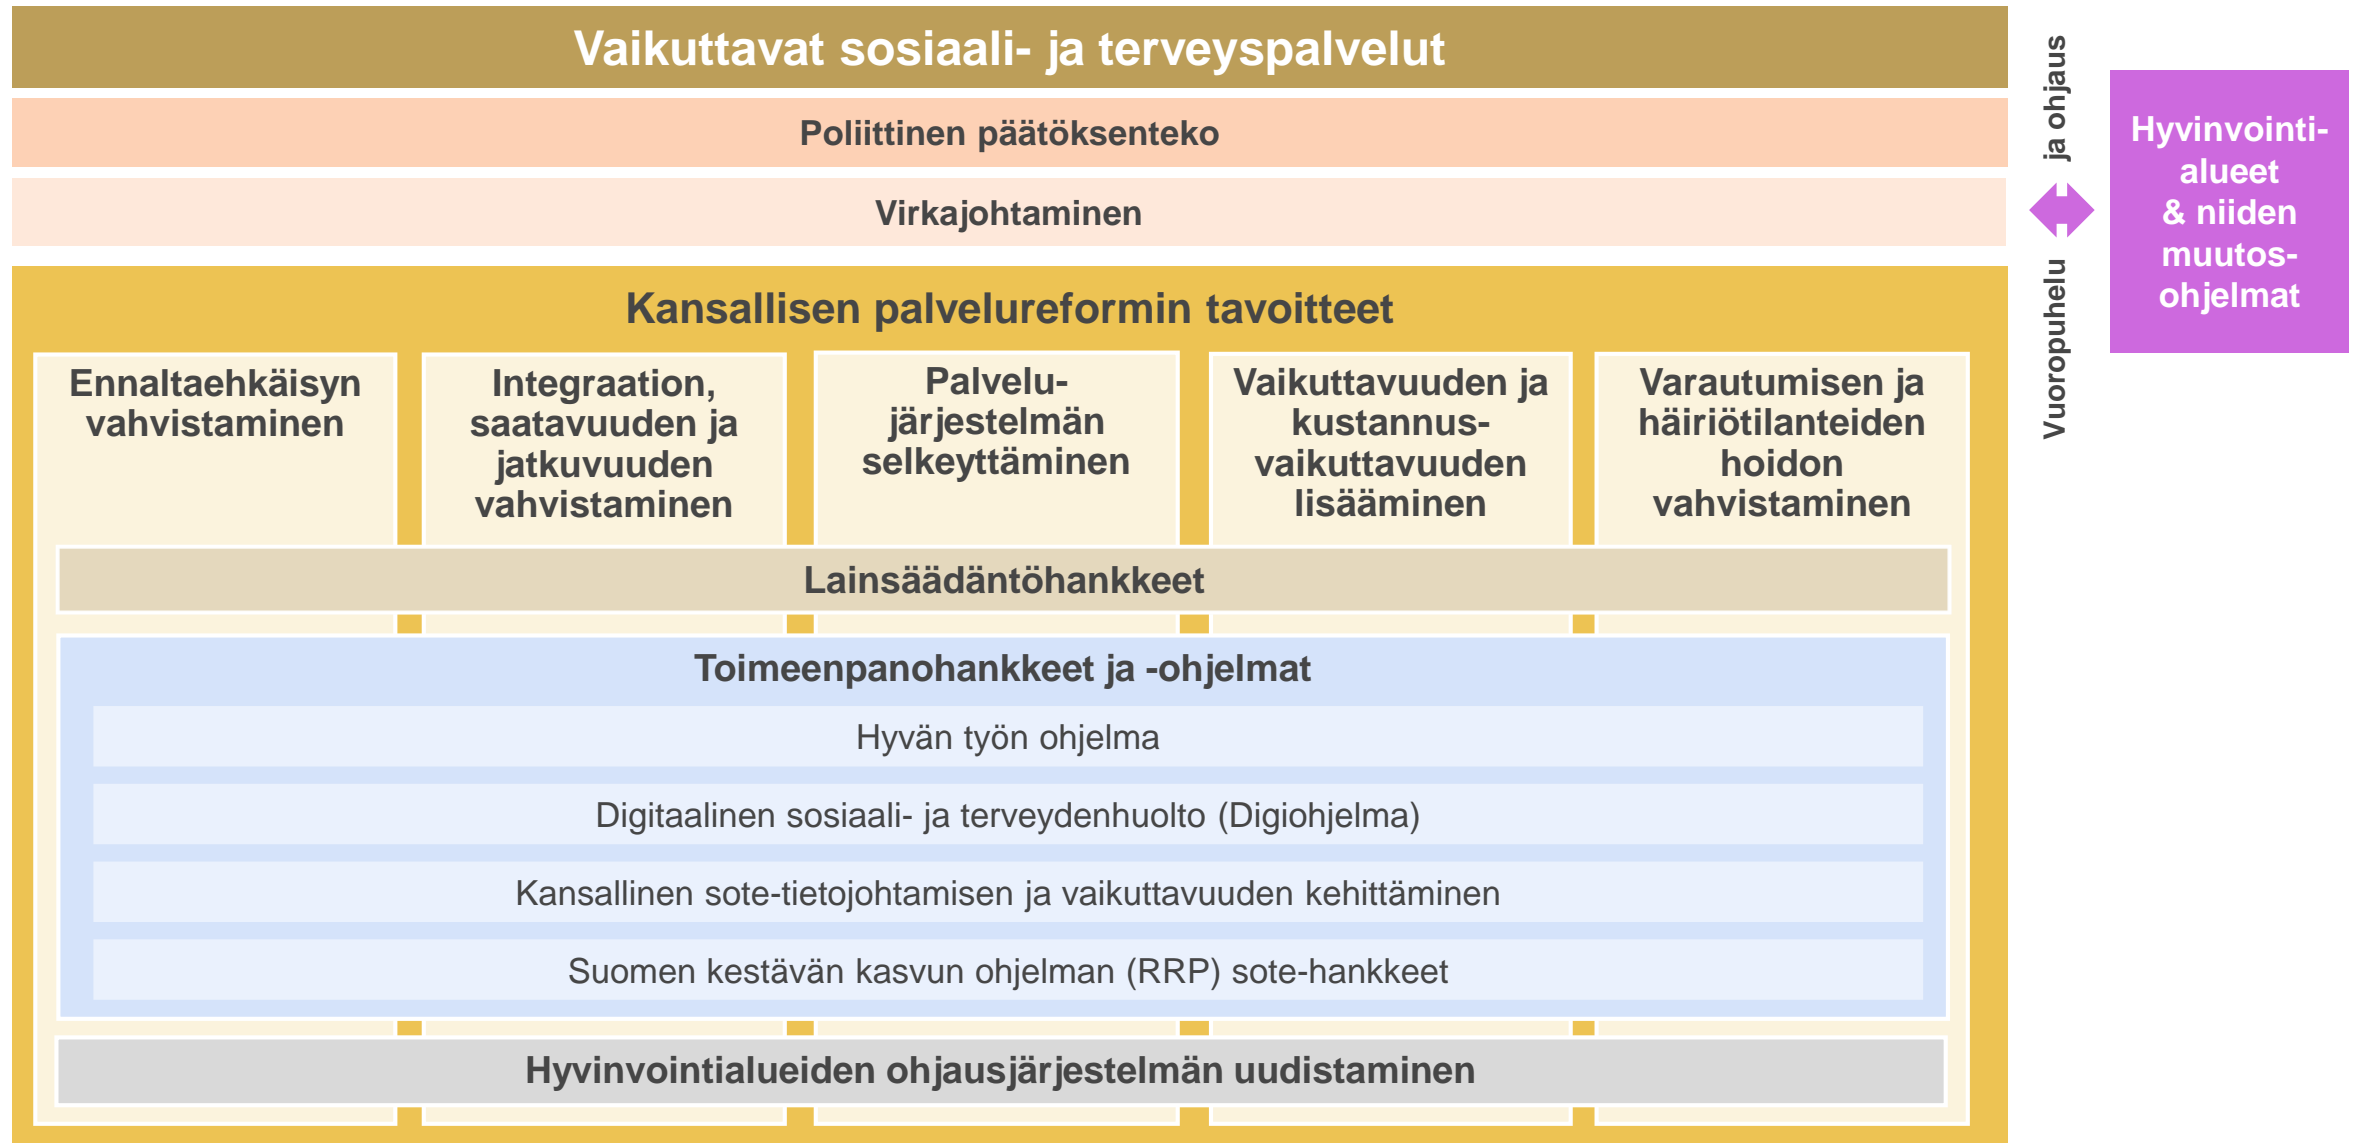 Vaikuttavat sosiaali- ja terveyspalvelut
Poliittinen päätöksenteko
Virkajohtaminen
Kansallisen palvelureformin tavoitteet
Ennaltaehkäisyn
vahvistaminen
Integraation,
saatavuuden ja
jatkuvuuden
vahvistaminen
Palvelu-
järjestelmän
selkeyttäminen
Vaikuttavuuden ja
kustannus-
vaikuttavuuden
lisääminen
Varautumisen ja
häiriötilanteiden
hoidon
vahvistaminen
Lainsäädäntöhankkeet
Toimeenpanohankkeet ja -ohjelmat
Hyvän työn ohjelma
Digitaalinen sosiaali- ja terveydenhuolto (Digiohjelma)
Kansallinen sote-tietojohtamisen ja vaikuttavuuden kehittäminen
Suomen kestävän kasvun ohjelman (RRP) sote-hankkeet
Hyvinvointialueiden ohjausjärjestelmän uudistaminen
Vuoropuhelu ja ohjaus
Hyvinvointi-
alueet
& niiden
muutos-
ohjelmat